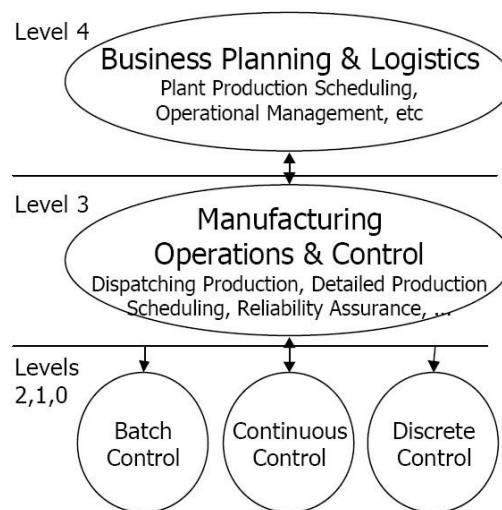 Level 4
Business Planning & Logistics
Plant Production Scheduling,
Operational Management, etc
Level 3
Manufacturing
Operations & Control
Dispatching Production, Detailed Production
Scheduling, Reliability Assurance, ...
Levels
2,1,0
Batch
Control
Continuous
Control
Discrete
Control